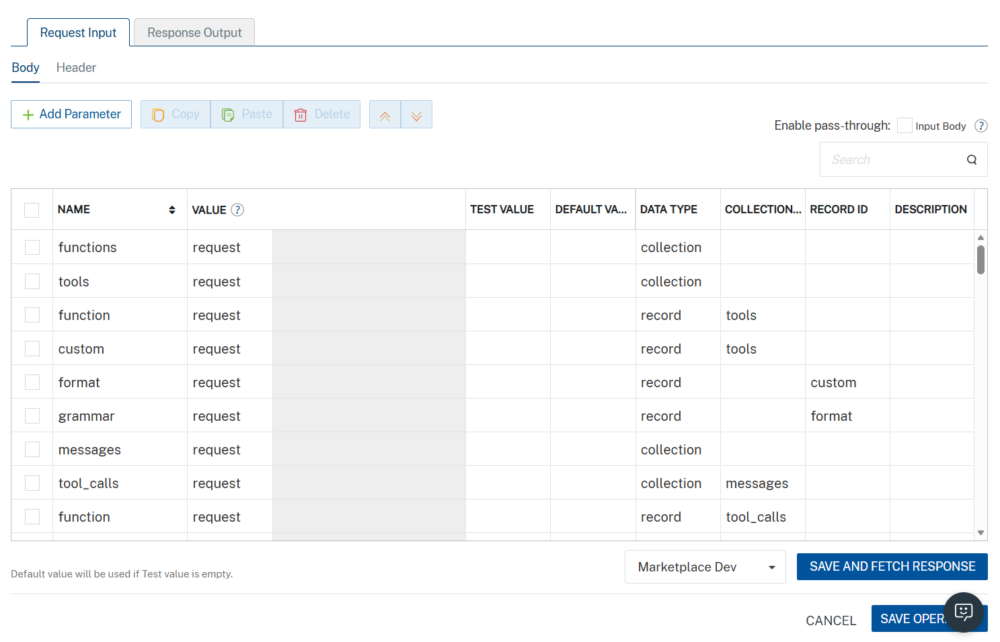 Request Input Response Output
Body Header
Add Parameter Copy Paste Delete
Enable pass-through: Input Body ?
Search
NAME VALUE ? TEST VALUE DEFAULT VA... DATA TYPE COLLECTION... RECORD ID DESCRIPTION
functions request collection
tools request collection
function request record tools
custom request record tools
format request record custom
grammar request record format
messages request collection
tool_calls request collection messages
function request record tool_calls
Default value will be used if Test value is empty. Marketplace Dev SAVE AND FETCH RESPONSE
CANCEL SAVE OPER